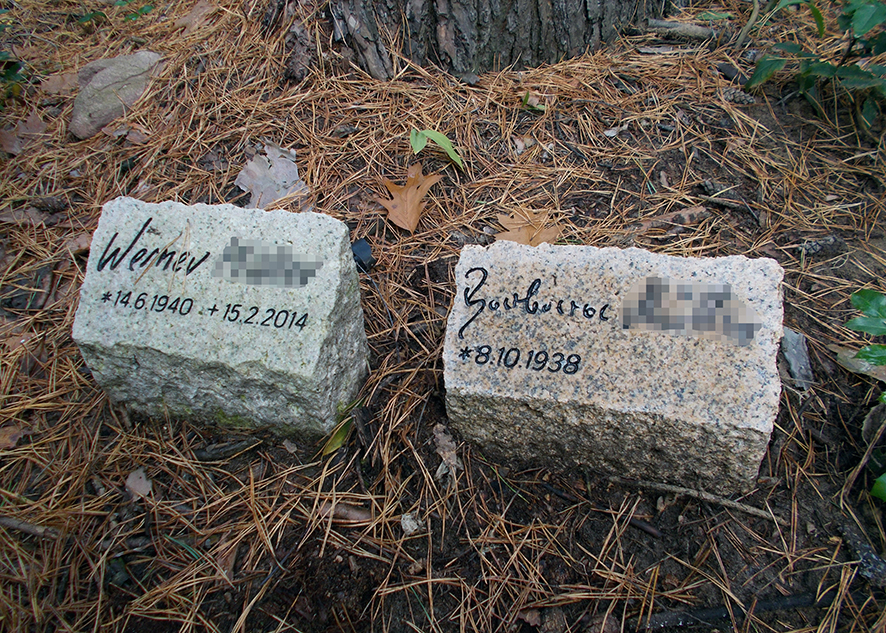 Werner
*14.6.1940 +15.2.2014
Barbara
*8.10.1938